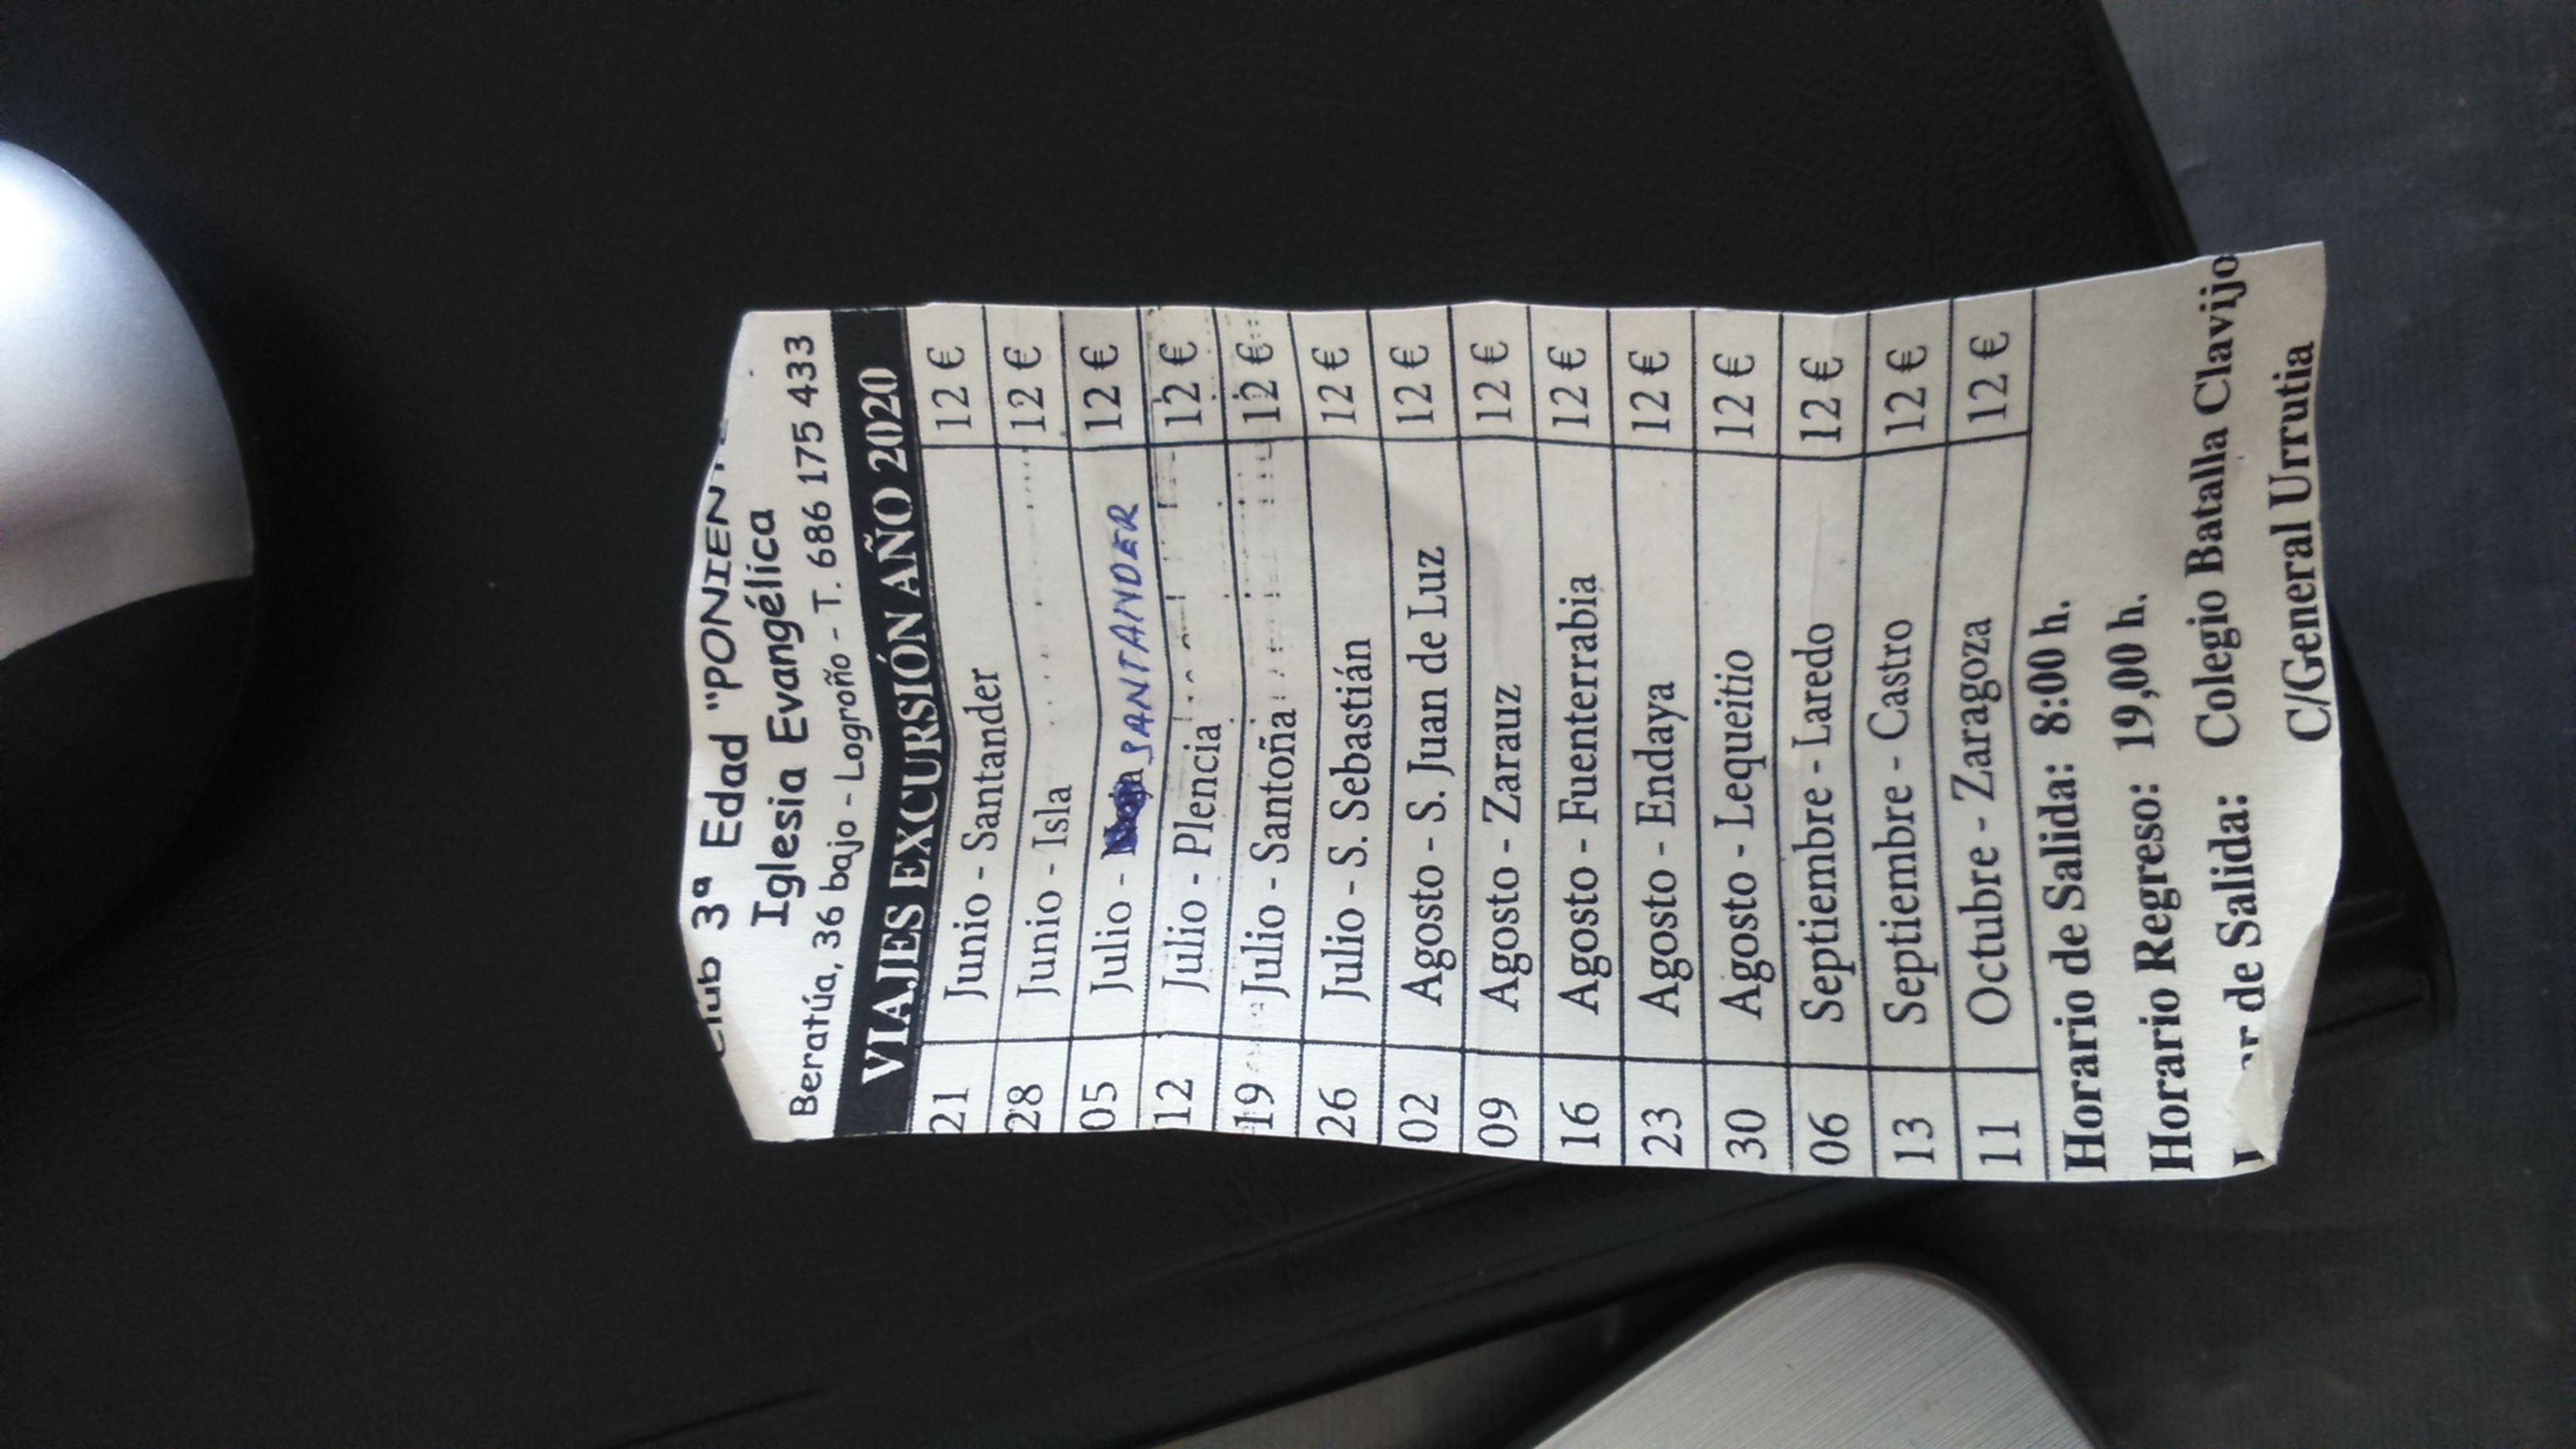 Club 3ª Edad "PONIENTE
Iglesia Evangélica
Beratúa, 36 bajo - Logroño - T. 686 175 433
VIAJES EXCURSIÓN AÑO 2020
21 Junio - Santander 12 €
28 Junio - Isla 12 €
05 Julio - Noja SANTANDER 12 €
12 Julio - Plencia 12 €
19 Julio - Santoña 12 €
26 Julio - S. Sebastián 12 €
02 Agosto - S. Juan de Luz 12 €
09 Agosto - Zarauz 12 €
16 Agosto - Fuenterrabia 12 €
23 Agosto - Endaya 12 €
30 Agosto - Lequeitio 12 €
06 Septiembre - Laredo 12 €
13 Septiembre - Castro 12 €
11 Octubre - Zaragoza 12 €
Horario de Salida: 8:00 h.
Horario Regreso: 19,00 h.
de Salida: Colegio Batalla Clavijo
C/General Urrutia